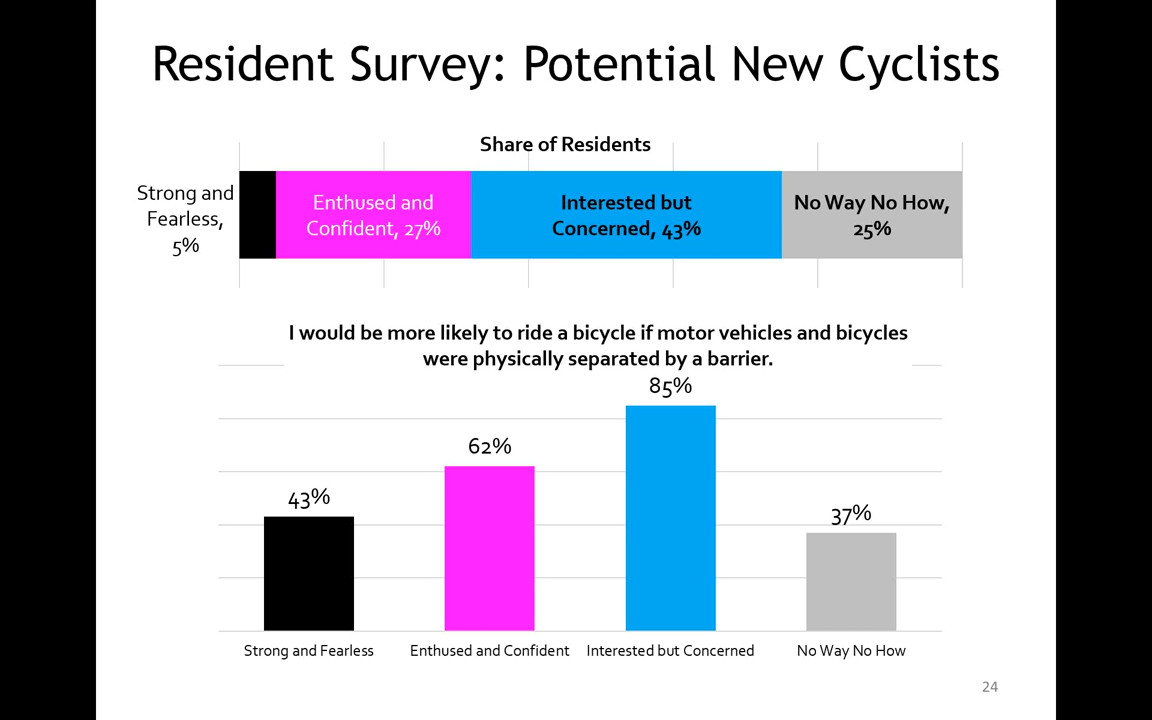 Resident Survey: Potential New Cyclists
Share of Residents
Strong and
Fearless,
5%
Enthused and
Confident, 27%
Interested but
Concerned, 43%
No Way No How,
25%
I would be more likely to ride a bicycle if motor vehicles and bicycles
were physically separated by a barrier.
43%
62%
85%
37%
Strong and Fearless
Enthused and Confident
Interested but Concerned
No Way No How
24